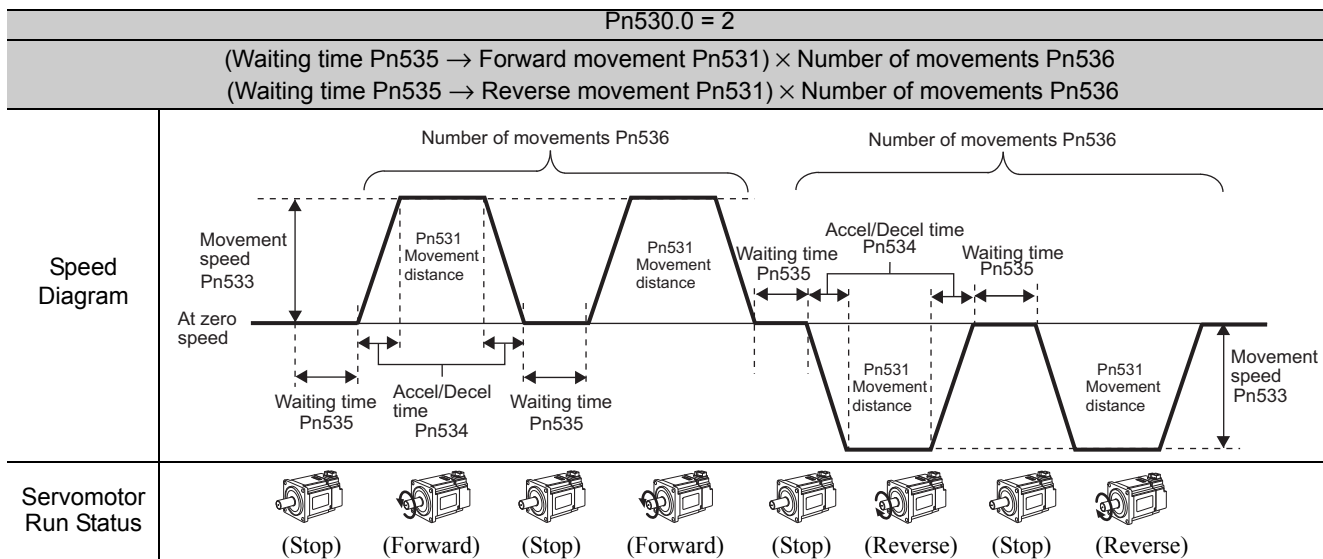 Pn530.0 = 2
(Waiting time Pn535 → Forward movement Pn531) × Number of movements Pn536
(Waiting time Pn535 → Reverse movement Pn531) × Number of movements Pn536
Speed
Diagram
Number of movements Pn536
Number of movements Pn536
Movement
speed
Pn533
Pn531
Movement
distance
Pn531
Movement
distance
Waiting time
Pn535
Accel/Decel time
Pn534
Waiting time
Pn535
At zero
speed
Waiting time
Pn535
Accel/Decel
time
Pn534
Waiting time
Pn535
Pn531
Movement
distance
Pn531
Movement
distance
Movement
speed
Pn533
Servomotor
Run Status
(Stop)
(Forward)
(Stop)
(Forward)
(Stop)
(Reverse)
(Stop)
(Reverse)